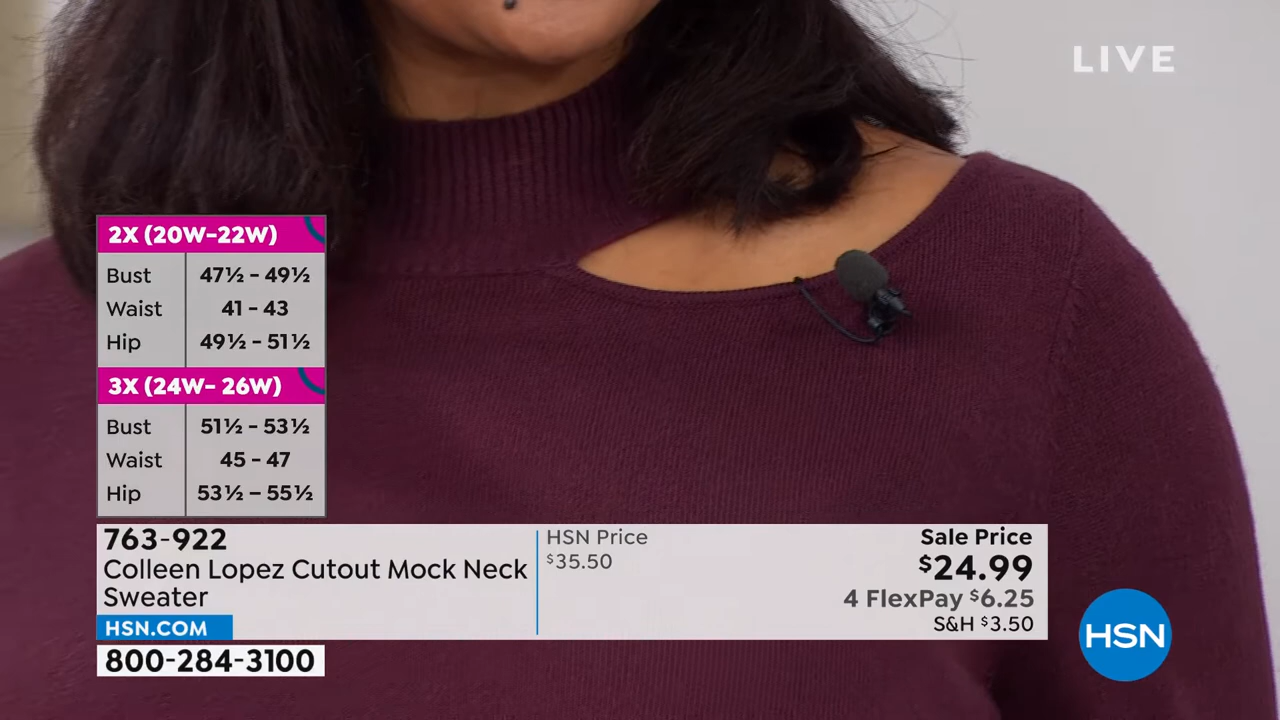 LIVE
2X (20W-22W)
Bust 47½ - 49½
Waist 41 - 43
Hip 49½ - 51½
3X (24W- 26W)
Bust 51½ - 53½
Waist 45 - 47
Hip 53½ - 55½
763-922
Colleen Lopez Cutout Mock Neck
Sweater
HSN.COM
800-284-3100
HSN Price
$35.50
Sale Price
$24.99
4 FlexPay $6.25
S&H $3.50
HSN